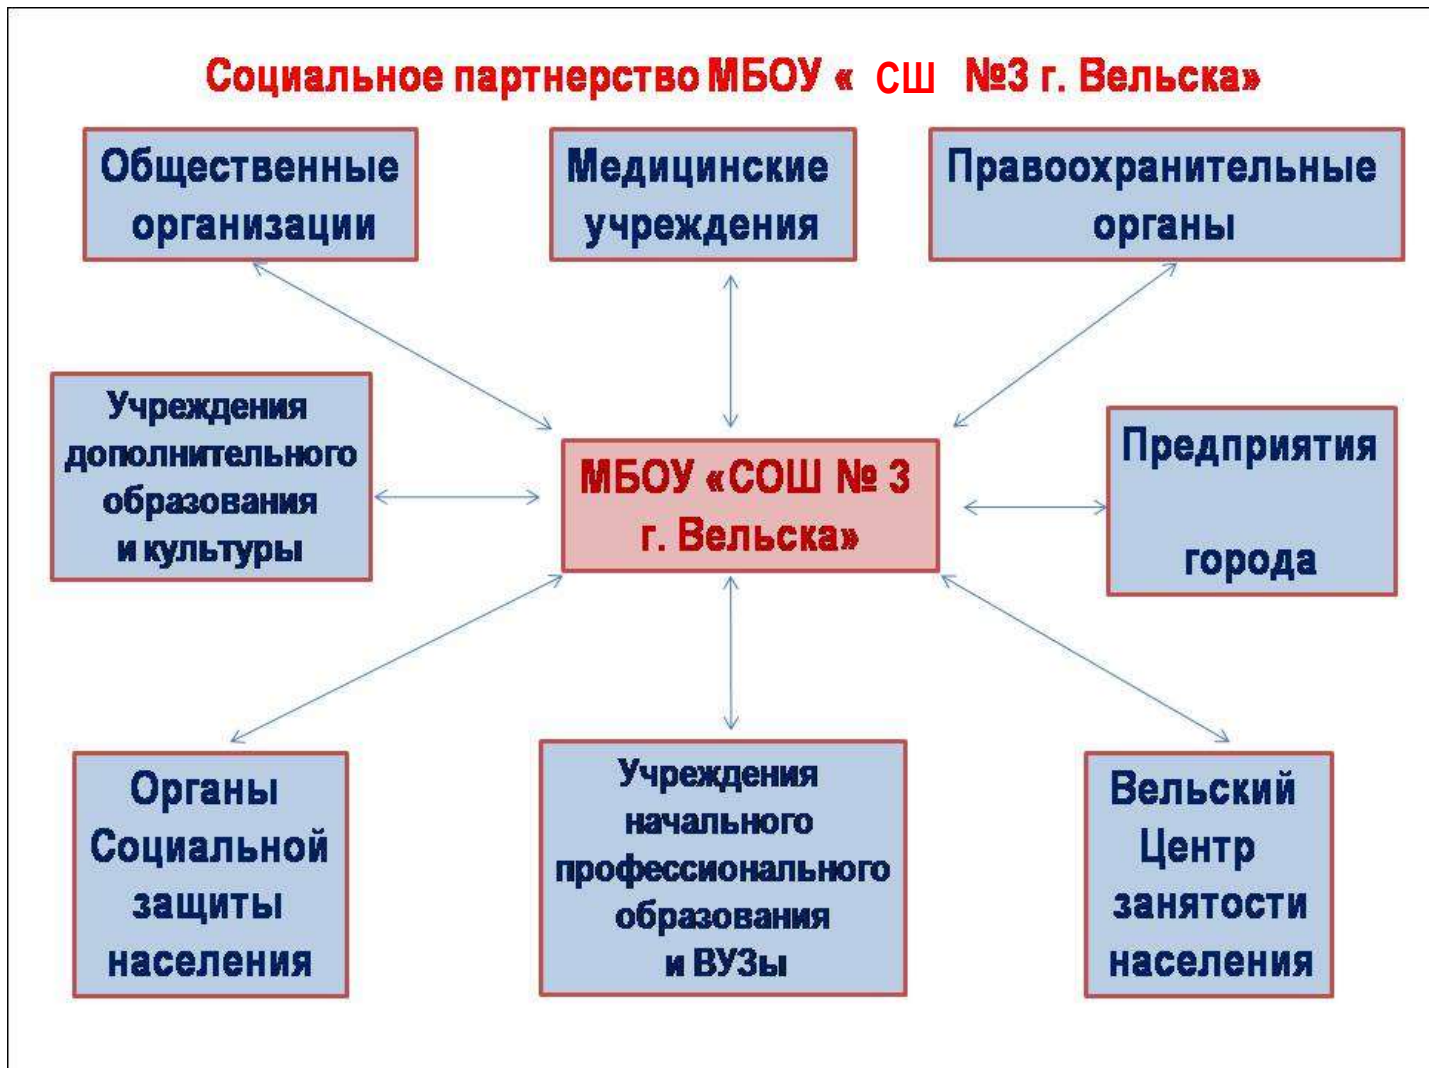 Социальное партнерство МБОУ « СШ №3 г. Вельска»
Общественные
организации
Медицинские
учреждения
Правоохранительные
органы
Учреждения
дополнительного
образования
и культуры
МБОУ «СОШ № 3
г. Вельска»
Предприятия
города
Органы
Социальной
защиты
населения
Учреждения
начального
профессионального
образования
и ВУЗы
Вельский
Центр
занятости
населения